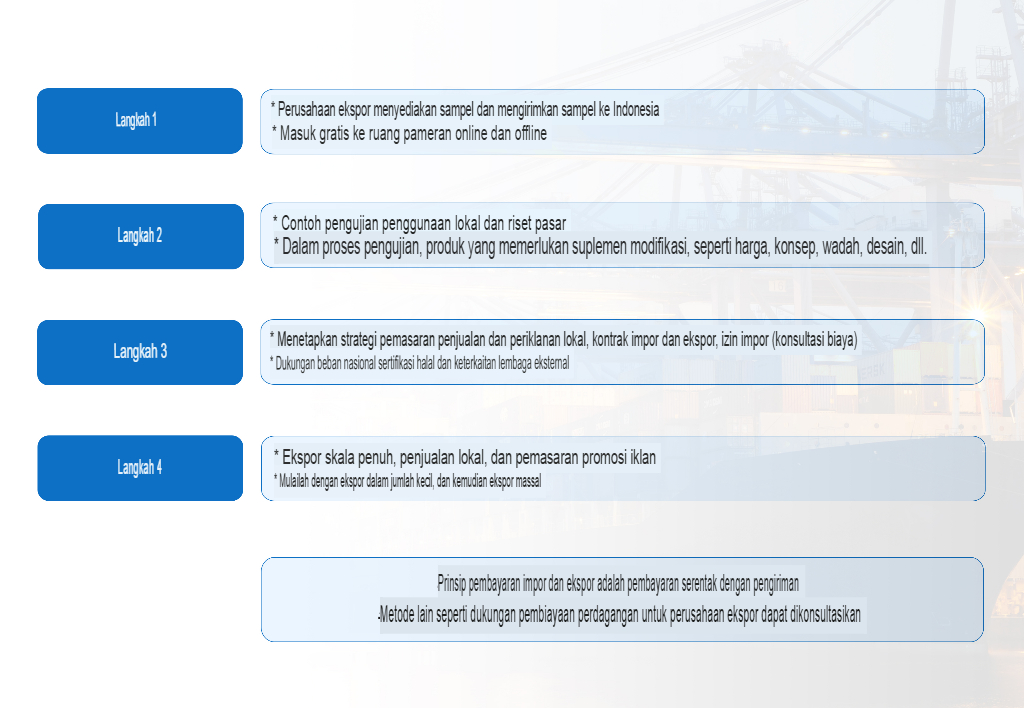 Langkah 1
* Perusahaan ekspor menyediakan sampel dan mengirimkan sampel ke Indonesia
* Masuk gratis ke ruang pameran online dan offline
Langkah 2
* Contoh pengujian penggunaan lokal dan riset pasar
* Dalam proses pengujian, produk yang memerlukan suplemen modifikasi, seperti harga, konsep, wadah, desain, dll.
Langkah 3
* Menetapkan strategi pemasaran penjualan dan periklanan lokal, kontrak impor dan ekspor, izin impor (konsultasi biaya)
* Dukungan beban nasional sertifikasi halal dan keterkaitan lembaga eksternal
Langkah 4
* Ekspor skala penuh, penjualan lokal, dan pemasaran promosi iklan
* Mulailah dengan ekspor dalam jumlah kecil, dan kemudian ekspor massal
Prinsip pembayaran impor dan ekspor adalah pembayaran serentak dengan pengiriman
-Metode lain seperti dukungan pembiayaan perdagangan untuk perusahaan ekspor dapat dikonsultasikan